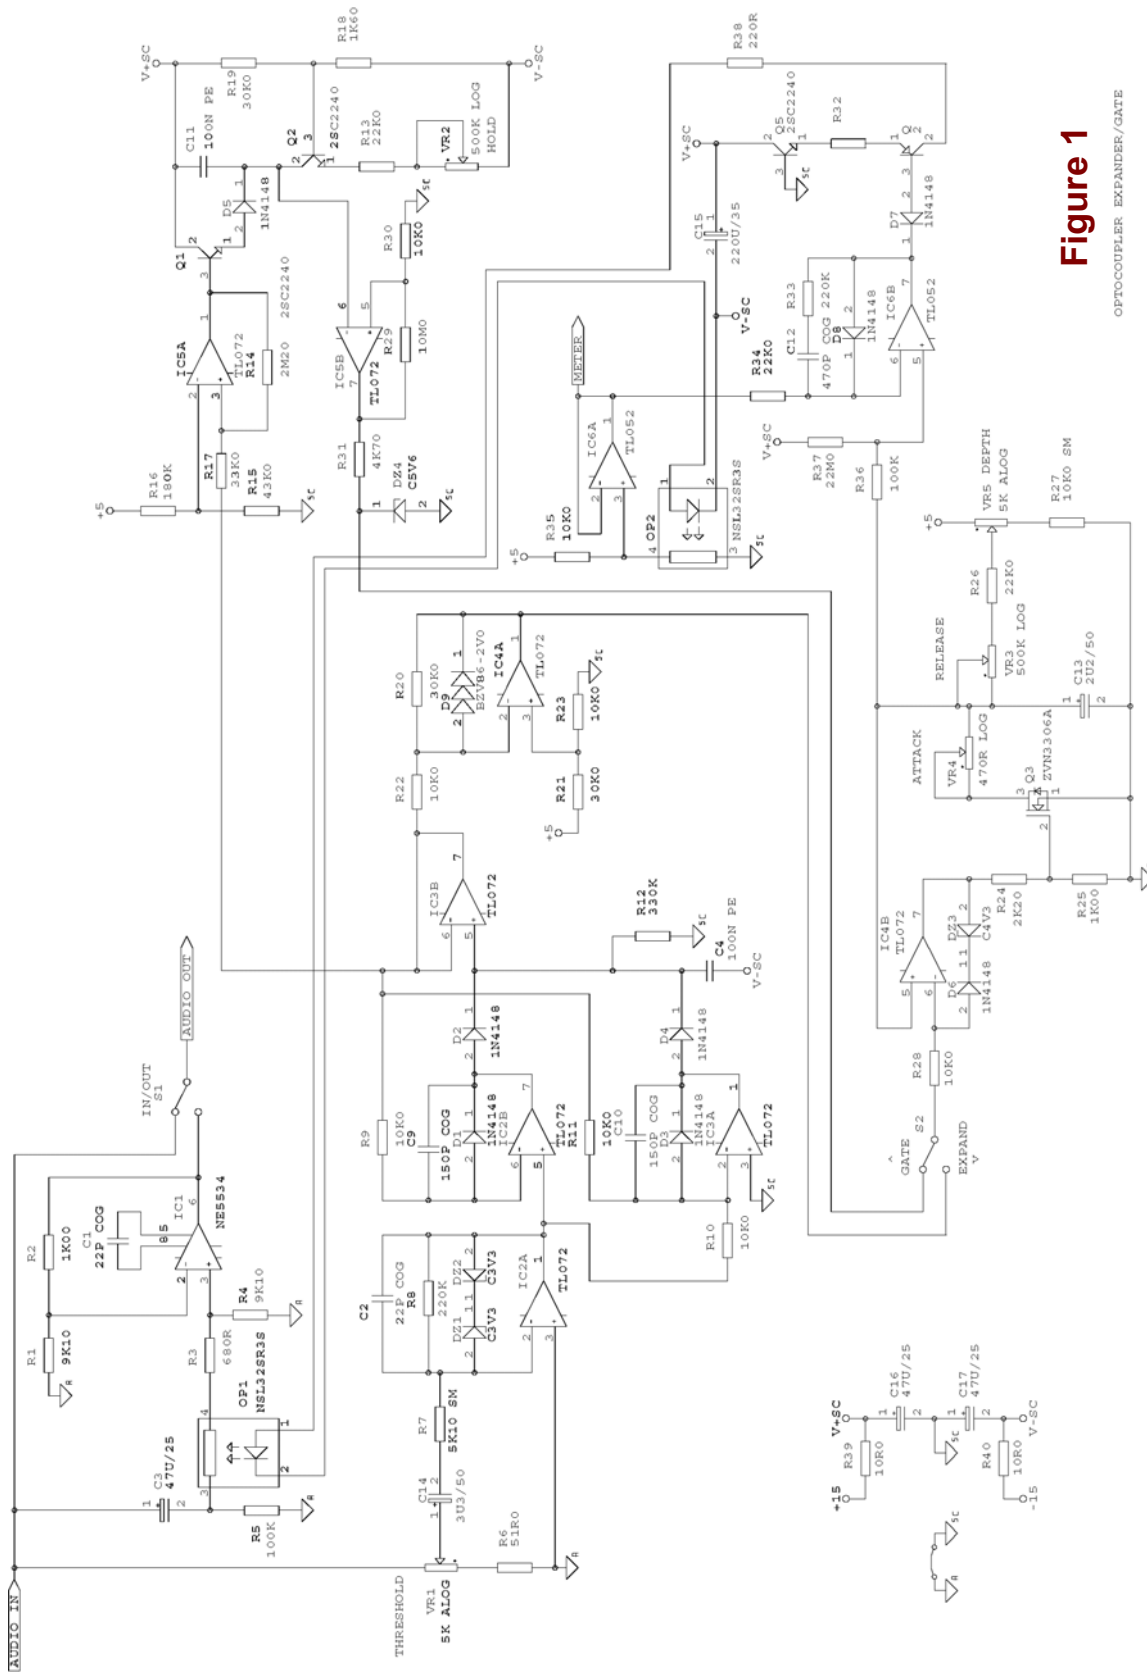 AUDIO IN
C3
47U/25
R5
100K
OP1
NSL32SR3S
R3
680R
R4
9K10
R1
9K10
R2
1K00
C1
22P COG
IC1
NE5534
IN/OUT
S1
AUDIO OUT
THRESHOLD
VR1
5K ALOG
R6
51R0
C14
3U3/50
R7
5K10 SM
C2
22P COG
R8
220K
DZ1
C3V3
DZ2
C3V3
IC2A
TL072
R9
10K0
C9
150P COG
D1
1N4148
IC2B
TL072
D2
1N4148
R11
10K0
C10
150P COG
D3
1N4148
IC3A
TL072
R10
10K0
D4
1N4148
R12
330K
C4
100N PE
V-SC
IC3B
TL072
R22
10K0
R20
30K0
D9
BZV86-2V0
IC4A
TL072
R21
30K0
R23
10K0
+5
SC
+5
R16
180K
R17
33K0
R15
43K0
IC5A
TL072
R14
2M20
Q1
2SC2240
D5
1N4148
C11
100N PE
V+SC
R19
30K0
R18
1K60
Q2
2SC2240
R13
22K0
VR2
500K LOG
HOLD
V-SC
IC5B
TL072
R30
10K0
R29
10M0
R31
4K70
DZ4
C5V6
METER
+5
R35
10K0
IC6A
TL052
OP2
NSL32SR3S
R34
22K0
C15
220U/35
V-SC
V+SC
Q5
2SC2240
R32
R38
220R
D7
1N4148
R33
220K
C12
470P COG
D8
1N4148
IC6B
TL052
V+SC
R37
22M0
R36
100K
+5
VR5 DEPTH
5K ALOG
R27
10K0 SM
R26
22K0
RELEASE
VR3
500K LOG
C13
2U2/50
ATTACK
VR4
470R LOG
Q3
ZVN3306A
IC4B
TL072
DZ3
C4V3
D6
1N4148
R24
2K20
R25
1K00
R28
10K0
S2
GATE
EXPAND
+15
R39
10R0
V+SC
C16
47U/25
C17
47U/25
R40
10R0
-15
V-SC
Figure 1
OPTOCOUPLER EXPANDER/GATE